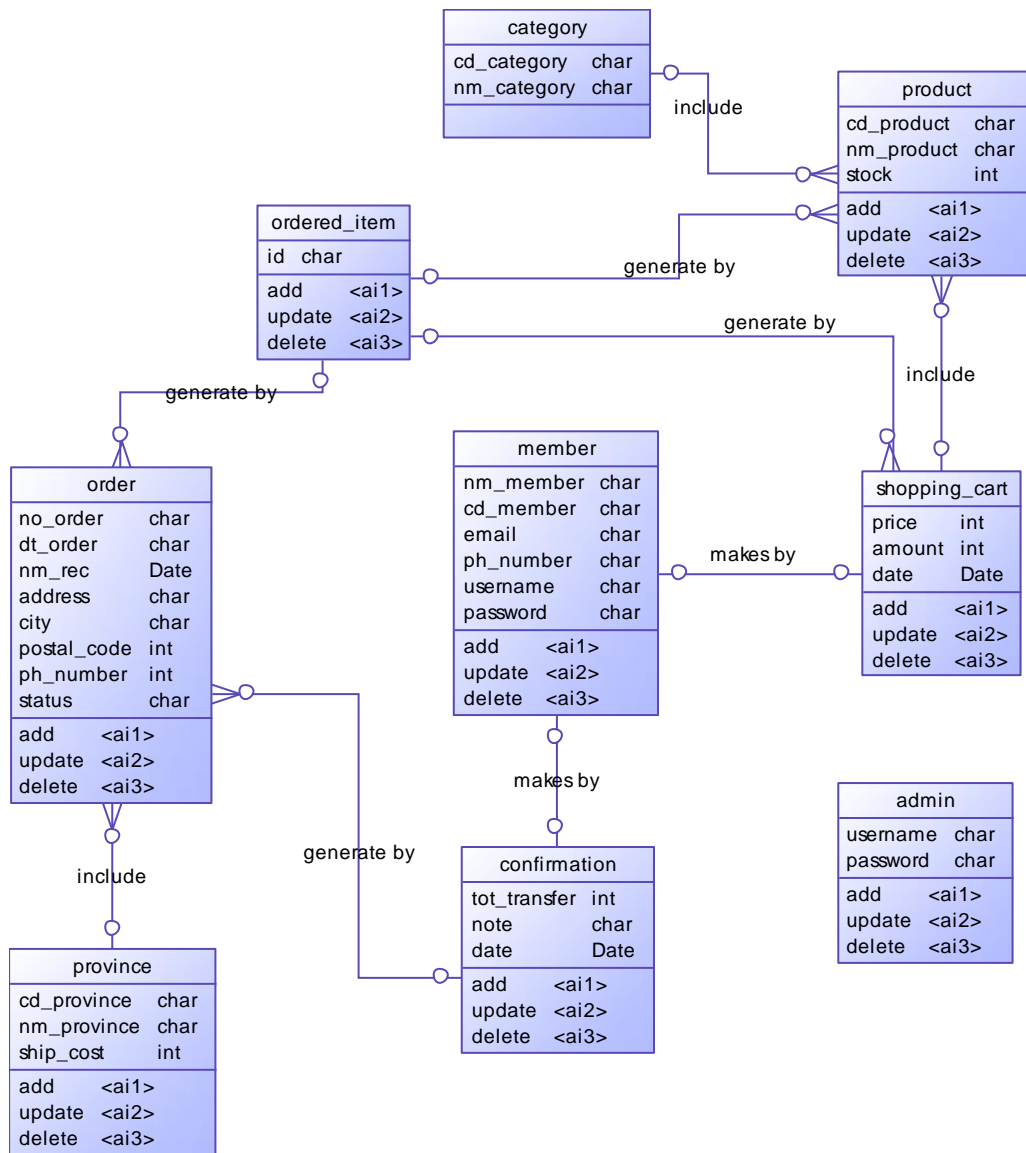 category
cd_category char
nm_category char
include
product
cd_product char
nm_product char
stock int
add <ai1>
update <ai2>
delete <ai3>
ordered_item
id char
add <ai1>
update <ai2>
delete <ai3>
generate by
generate by
generate by
include
order
no_order char
dt_order char
nm_rec Date
address char
city char
postal_code int
ph_number int
status char
add <ai1>
update <ai2>
delete <ai3>
member
nm_member char
cd_member char
email char
ph_number char
username char
password char
add <ai1>
update <ai2>
delete <ai3>
makes by
shopping_cart
price int
amount int
date Date
add <ai1>
update <ai2>
delete <ai3>
makes by
generate by
include
confirmation
tot_transfer int
note char
date Date
add <ai1>
update <ai2>
delete <ai3>
admin
username char
password char
add <ai1>
update <ai2>
delete <ai3>
province
cd_province char
nm_province char
ship_cost int
add <ai1>
update <ai2>
delete <ai3>